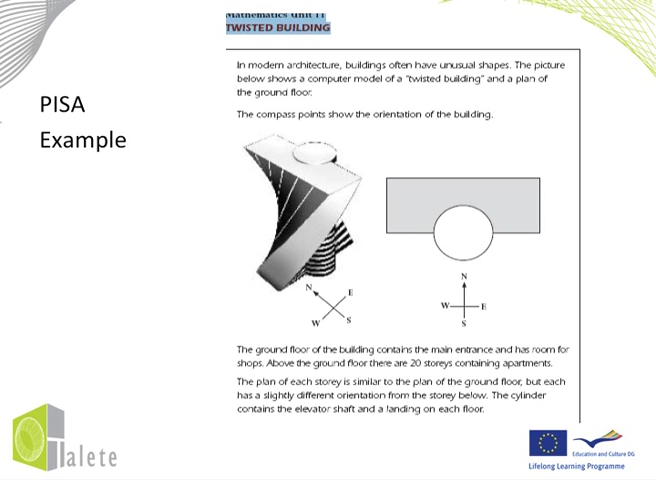 Mathematics Unit 11
TWISTED BUILDING
In modern architecture, buildings often have unusual shapes. The picture
below shows a computer model of a "twisted building" and a plan of
the ground floor.
The compass points show the orientation of the building.
PISA
Example
N
E
W
S
N
W
E
S
The ground floor of the building contains the main entrance and has room for
shops. Above the ground floor there are 20 storeys containing apartments.
The plan of each storey is similar to the plan of the ground floor, but each
has a slightly different orientation from the storey below. The cylinder
contains the elevator shaft and a landing on each floor.
alete
Education and Culture DG
Lifelong Learning Programme